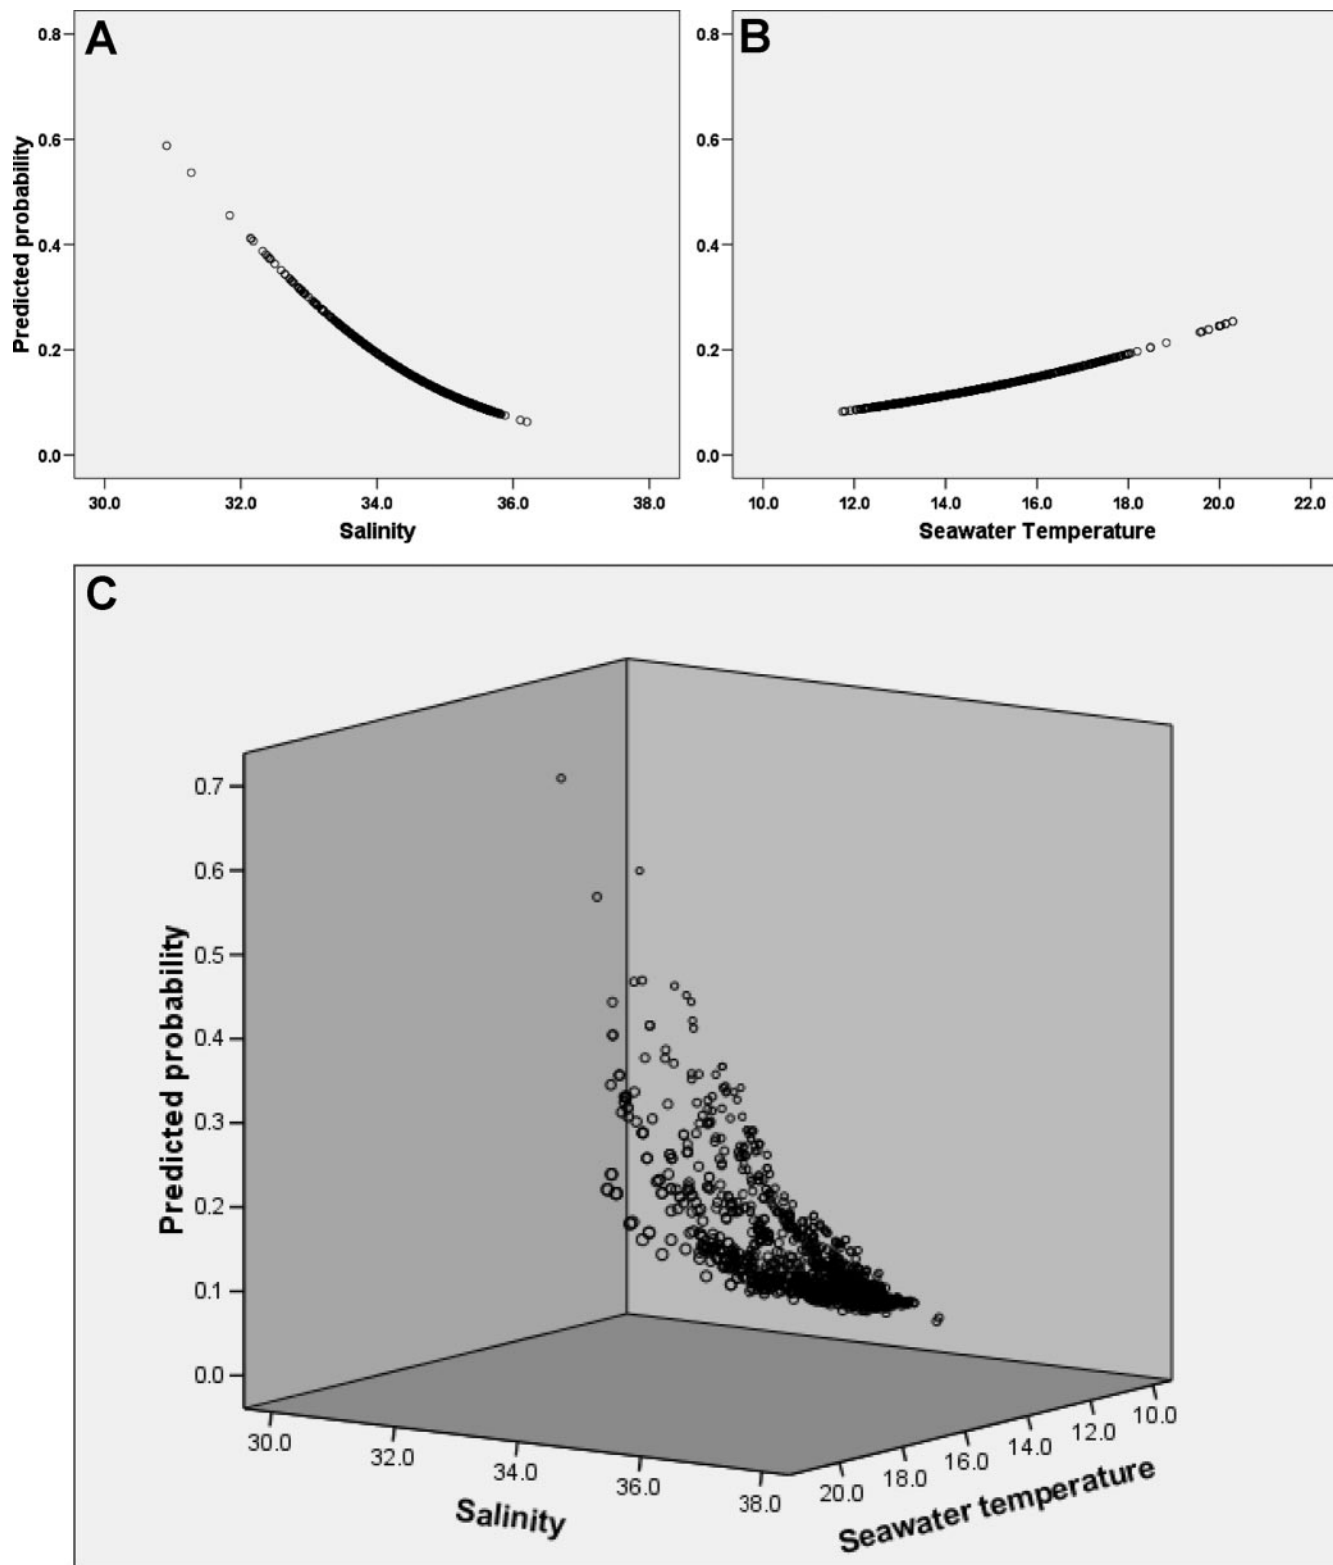 A
0.8
0.6
0.4
0.2
0.0
Predicted probability
30.0 32.0 34.0 36.0 38.0
Salinity
B
0.8
0.6
0.4
0.2
0.0
10.0 12.0 14.0 16.0 18.0 20.0 22.0
Seawater Temperature
C
0.7
0.6
0.5
0.4
0.3
0.2
0.1
0.0
Predicted probability
30.0 32.0 34.0 36.0 38.0
Salinity
20.0 18.0 16.0 14.0 12.0 10.0
Seawater temperature